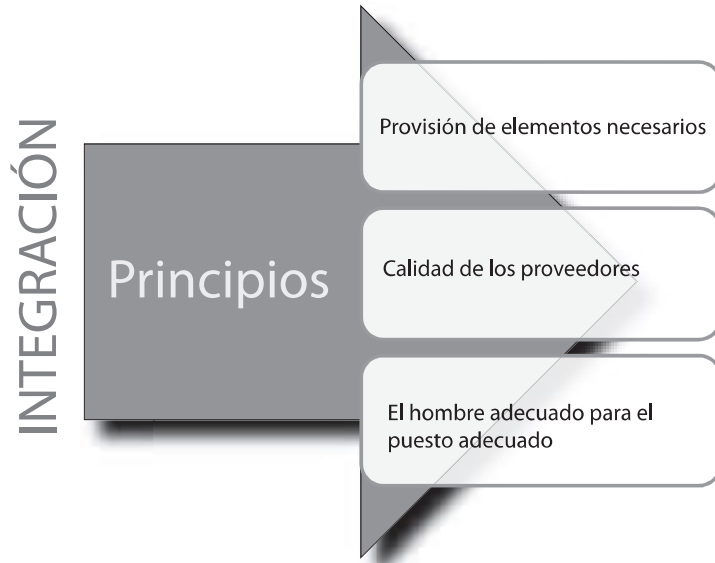 INTEGRACIÓN
Principios
Provisión de elementos necesarios
Calidad de los proveedores
El hombre adecuado para el
puesto adecuado